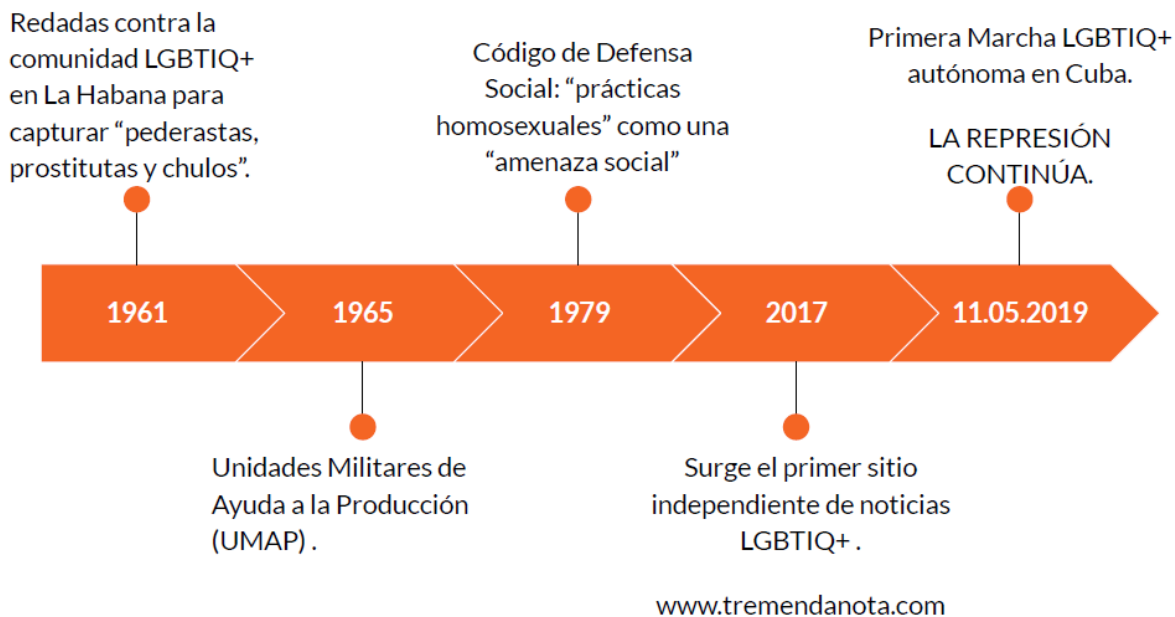 Redadas contra la
comunidad LGBTIQ+
en La Habana para
capturar “pederastas,
prostitutas y chulos”.
Código de Defensa
Social: “prácticas
homosexuales” como una
“amenaza social”
Primera Marcha LGBTIQ+
autónoma en Cuba.
LA REPRESIÓN
CONTINÚA.
1961
1965
1979
2017
11.05.2019
Unidades Militares de
Ayuda a la Producción
(UMAP) .
Surge el primer sitio
independiente de noticias
LGBTIQ+ .
www.tremendanota.com